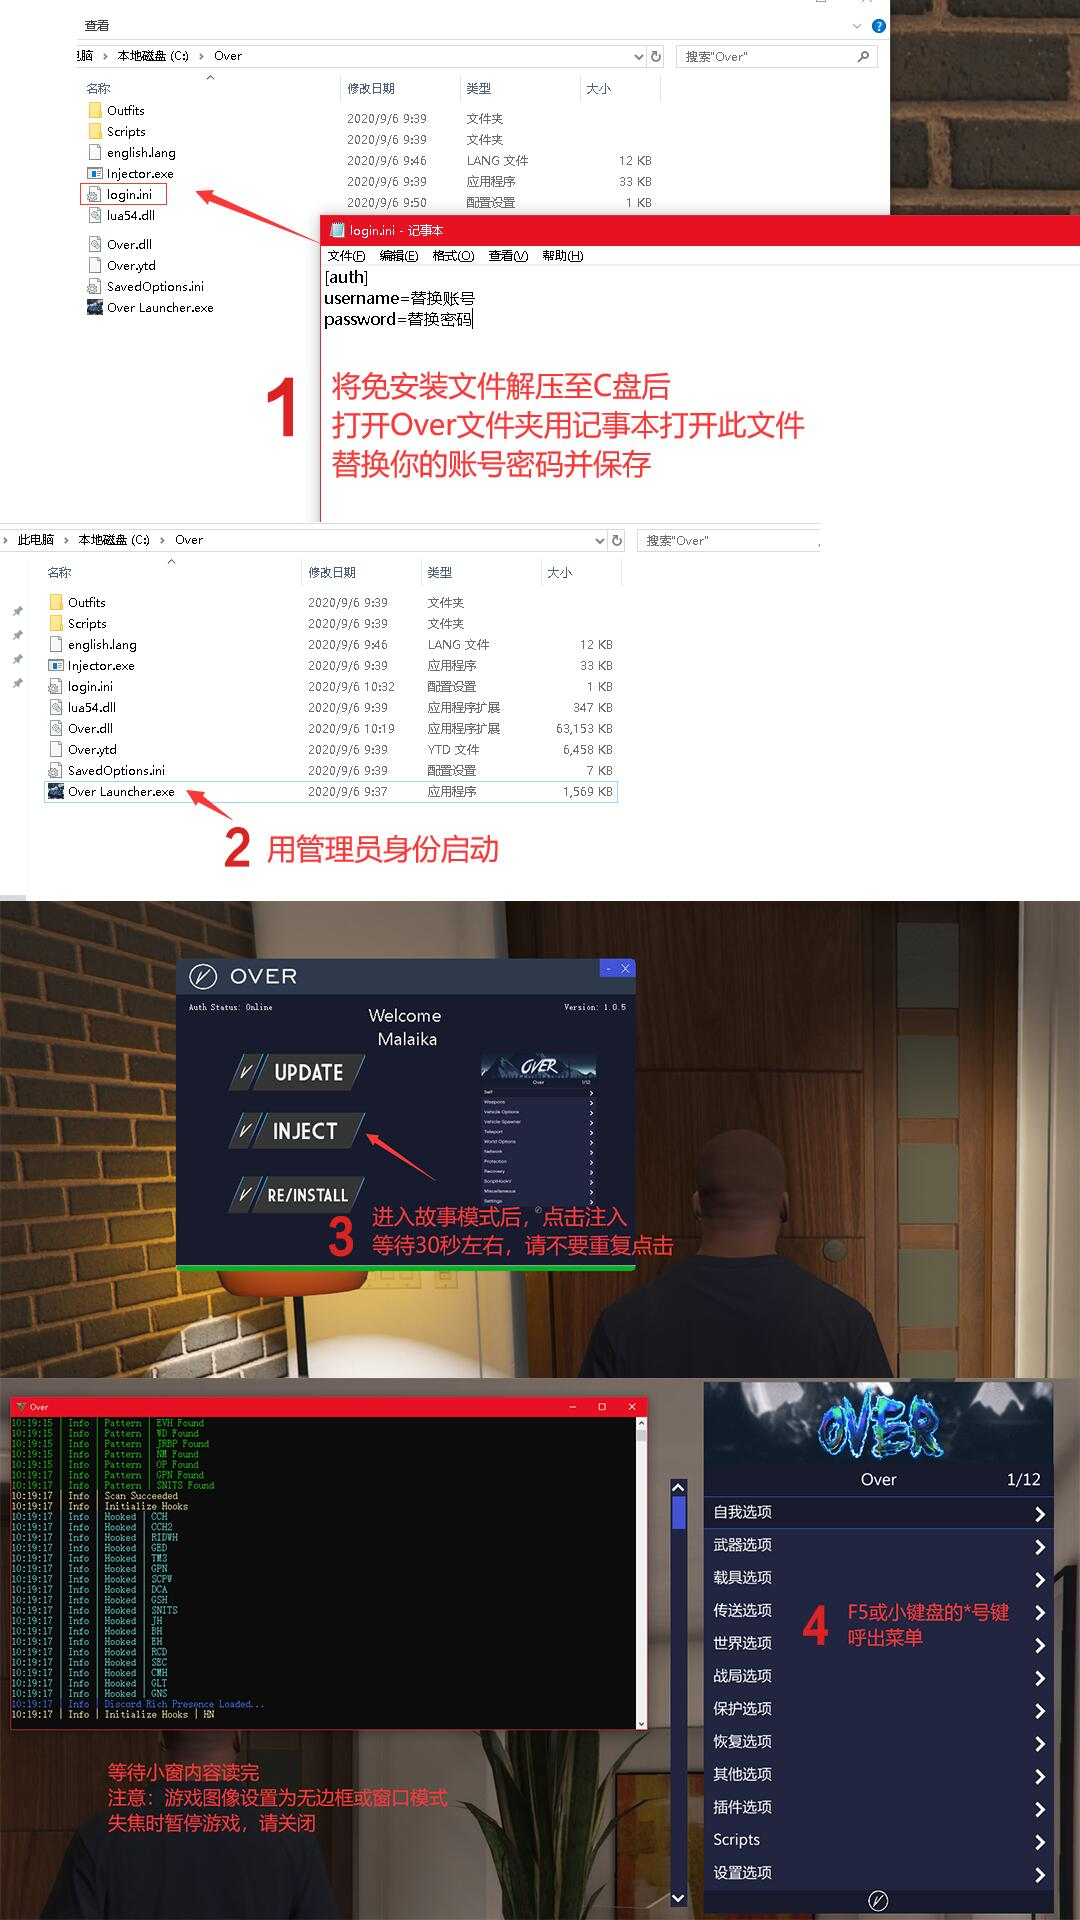 查看
电脑 › 本地磁盘 (C:) › Over
搜索"Over"
名称 修改日期 类型 大小
Outfits 2020/9/6 9:39 文件夹
Scripts 2020/9/6 9:39 文件夹
english.lang 2020/9/6 9:46 LANG 文件 12 KB
Injector.exe 2020/9/6 9:39 应用程序 33 KB
login.ini 2020/9/6 9:50 配置设置 1 KB
lua54.dll
Over.dll
Over.ytd
SavedOptions.ini
Over Launcher.exe
login.ini - 记事本
文件(F) 编辑(E) 格式(O) 查看(V) 帮助(H)
[auth]
username=替换账号
password=替换密码
1
将免安装文件解压至C盘后
打开Over文件夹用记事本打开此文件
替换你的账号密码并保存
› 此电脑 › 本地磁盘 (C:) › Over
搜索"Over"
名称 修改日期 类型 大小
Outfits 2020/9/6 9:39 文件夹
Scripts 2020/9/6 9:39 文件夹
english.lang 2020/9/6 9:46 LANG 文件 12 KB
Injector.exe 2020/9/6 9:39 应用程序 33 KB
login.ini 2020/9/6 10:32 配置设置 1 KB
lua54.dll 2020/9/6 9:39 应用程序扩展 347 KB
Over.dll 2020/9/6 10:19 应用程序扩展 63,153 KB
Over.ytd 2020/9/6 9:39 YTD 文件 6,458 KB
SavedOptions.ini 2020/9/6 9:39 配置设置 7 KB
Over Launcher.exe 2020/9/6 9:37 应用程序 1,569 KB
2 用管理员身份启动
OVER
- X
Auth Status: Online
Version: 1.0.5
Welcome
Malaika
UPDATE
INJECT
RE/INSTALL
OVER
Over 1/12
Self
Weapons
Vehicle Options
Vehicle Spawner
Teleport
World Options
Network
Protection
Recovery
ScriptHookV
Miscellaneous
Settings
3
进入故事模式后，点击注入
等待30秒左右，请不要重复点击
Over
10:19:15 | Info | Pattern | EVH Found
10:19:15 | Info | Pattern | WD Found
10:19:15 | Info | Pattern | JRBP Found
10:19:15 | Info | Pattern | NM Found
10:19:15 | Info | Pattern | OP Found
10:19:17 | Info | Pattern | GPN Found
10:19:17 | Info | Pattern | SNITS Found
10:19:17 | Info | Scan Succeeded
10:19:17 | Info | Initialize Hooks
10:19:17 | Info | Hooked | CCH
10:19:17 | Info | Hooked | CCH2
10:19:17 | Info | Hooked | RIDWH
10:19:17 | Info | Hooked | GED
10:19:17 | Info | Hooked | TM3
10:19:17 | Info | Hooked | GPN
10:19:17 | Info | Hooked | SCPW
10:19:17 | Info | Hooked | DCA
10:19:17 | Info | Hooked | GSH
10:19:17 | Info | Hooked | SNITS
10:19:17 | Info | Hooked | JH
10:19:17 | Info | Hooked | BH
10:19:17 | Info | Hooked | EH
10:19:17 | Info | Hooked | RCD
10:19:17 | Info | Hooked | SEC
10:19:17 | Info | Hooked | CMH
10:19:17 | Info | Hooked | GLT
10:19:17 | Info | Hooked | GNS
10:19:17 | Info | Discord Rich Presence Loaded...
10:19:17 | Info | Initialize Hooks | HN
等待小窗内容读完
注意：游戏图像设置为无边框或窗口模式
失焦时暂停游戏，请关闭
OVER
Over 1/12
自我选项
武器选项
载具选项
传送选项
世界选项
战局选项
保护选项
恢复选项
其他选项
插件选项
Scripts
设置选项
4
F5或小键盘的*号键
呼出菜单